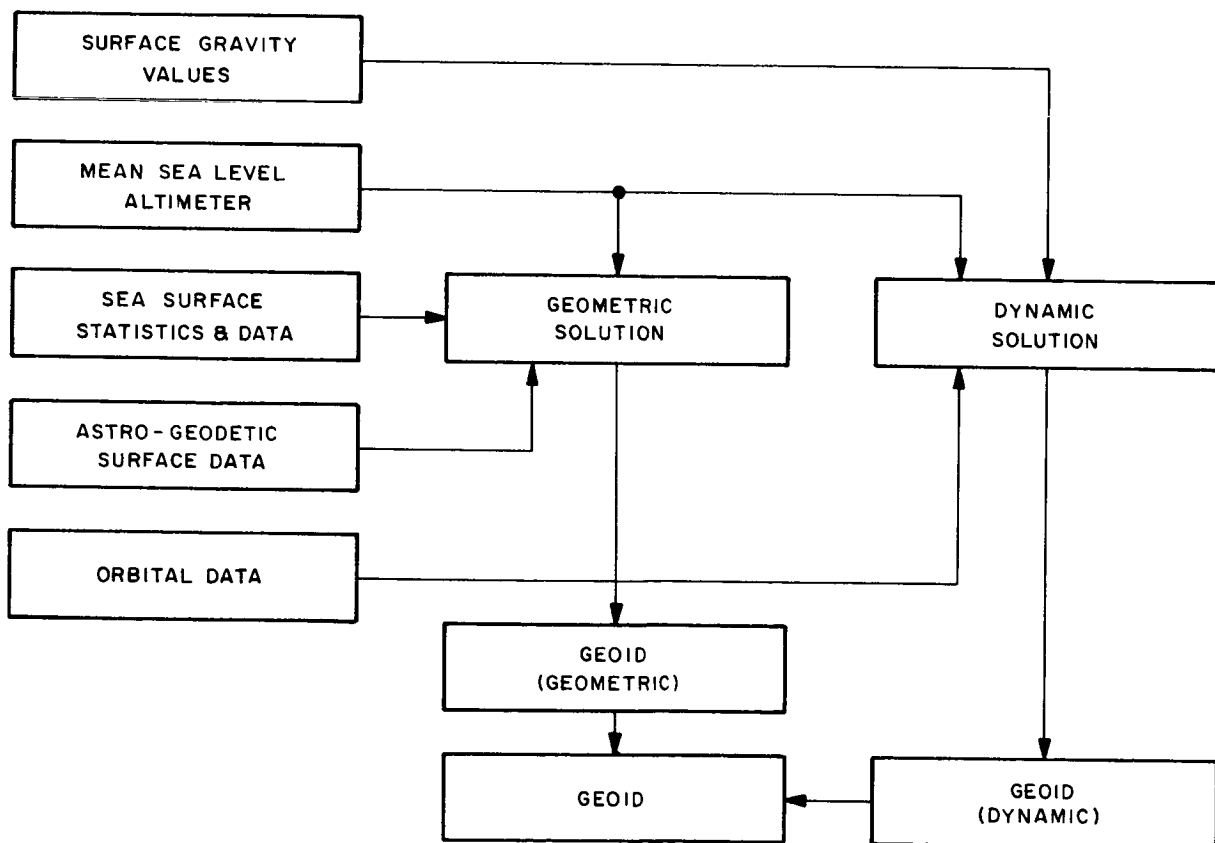 SURFACE GRAVITY
VALUES
MEAN SEA LEVEL
ALTIMETER
SEA SURFACE
STATISTICS & DATA
GEOMETRIC
SOLUTION
DYNAMIC
SOLUTION
ASTRO-GEODETIC
SURFACE DATA
ORBITAL DATA
GEOID
(GEOMETRIC)
GEOID
GEOID
(DYNAMIC)